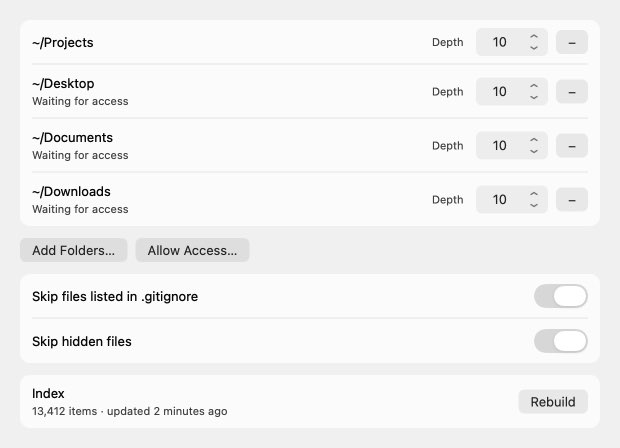 ~/Projects Depth 10 –
~/Desktop
Waiting for access
Depth 10 –
~/Documents
Waiting for access
Depth 10 –
~/Downloads
Waiting for access
Depth 10 –
Add Folders... Allow Access...
Skip files listed in .gitignore
Skip hidden files
Index
13,412 items · updated 2 minutes ago
Rebuild